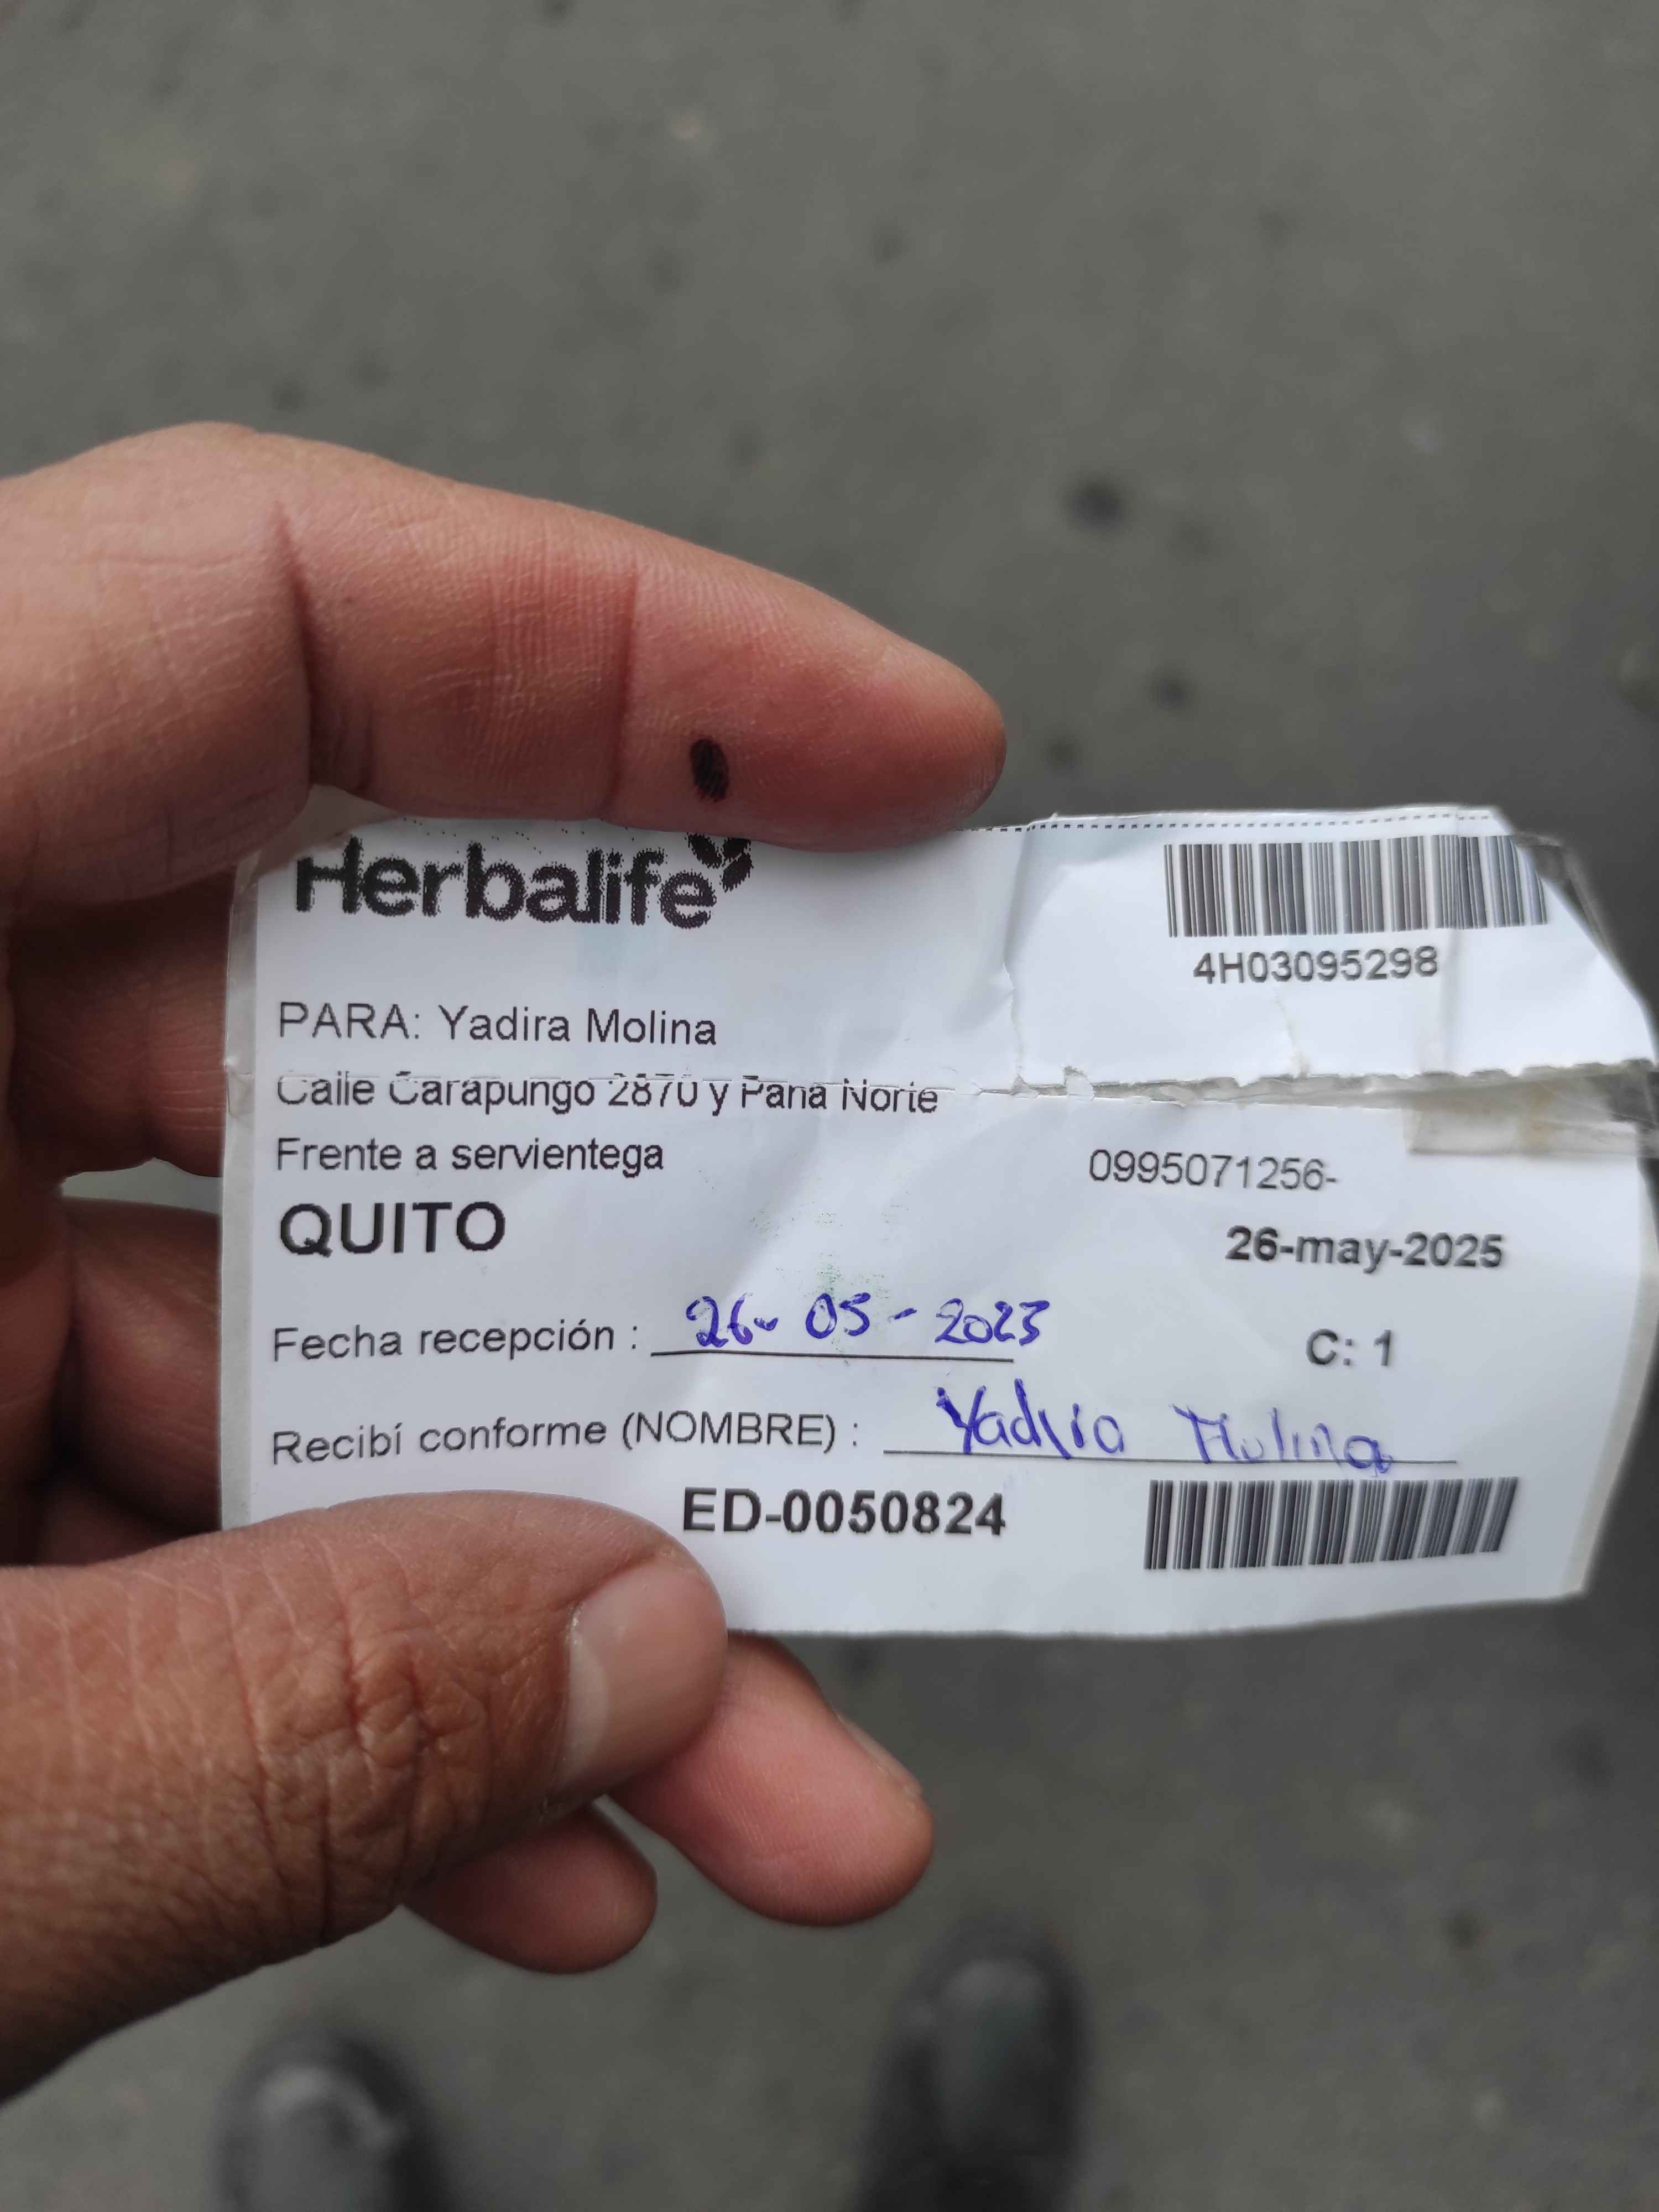 Herbalife
4H03095298
PARA: Yadira Molina
Calle Carapungo 2870 y Pana Norte
Frente a servientega
0995071256-
QUITO
26-may-2025
Fecha recepción : 26-05-2025
C: 1
Recibí conforme (NOMBRE) : Yadira Molina
ED-0050824